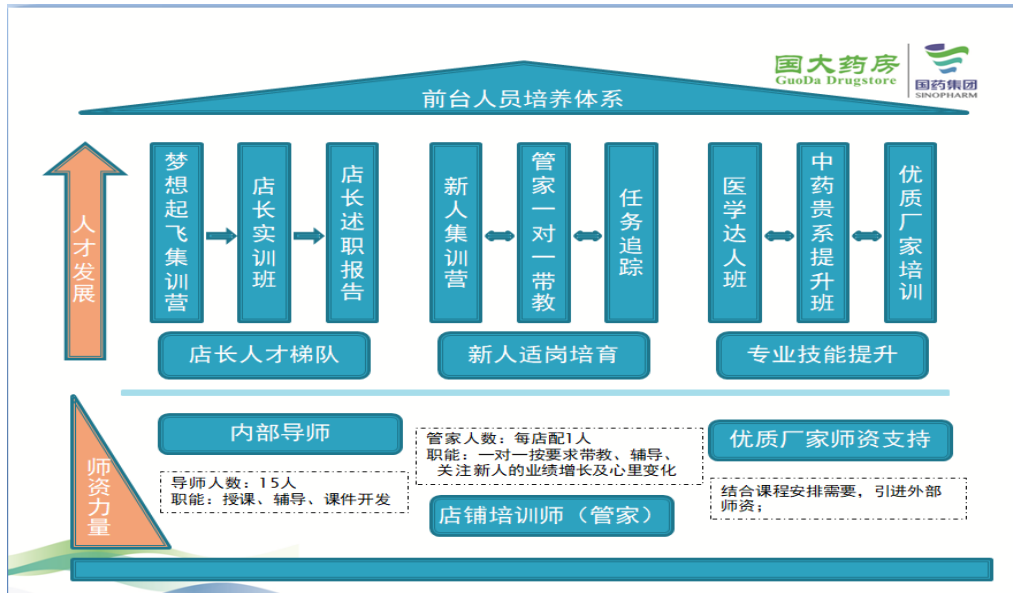 国大药房
GuoDa Drugstore
国药集团
SINOPHARM
前台人员培养体系
人才发展
梦想起飞集训营
店长实训班
店长述职报告
新人集训营
管家一对一带教
任务追踪
医学达人班
中药贵系提升班
优质厂家培训
店长人才梯队
新人适岗培育
专业技能提升
师资力量
内部导师
导师人数：15人
职能：授课、辅导、课件开发
管家人数：每店配1人
职能：一对一按要求带教、辅导、
关注新人的业绩增长及心里变化
店铺培训师（管家）
优质厂家师资支持
结合课程安排需要，引进外部
师资；